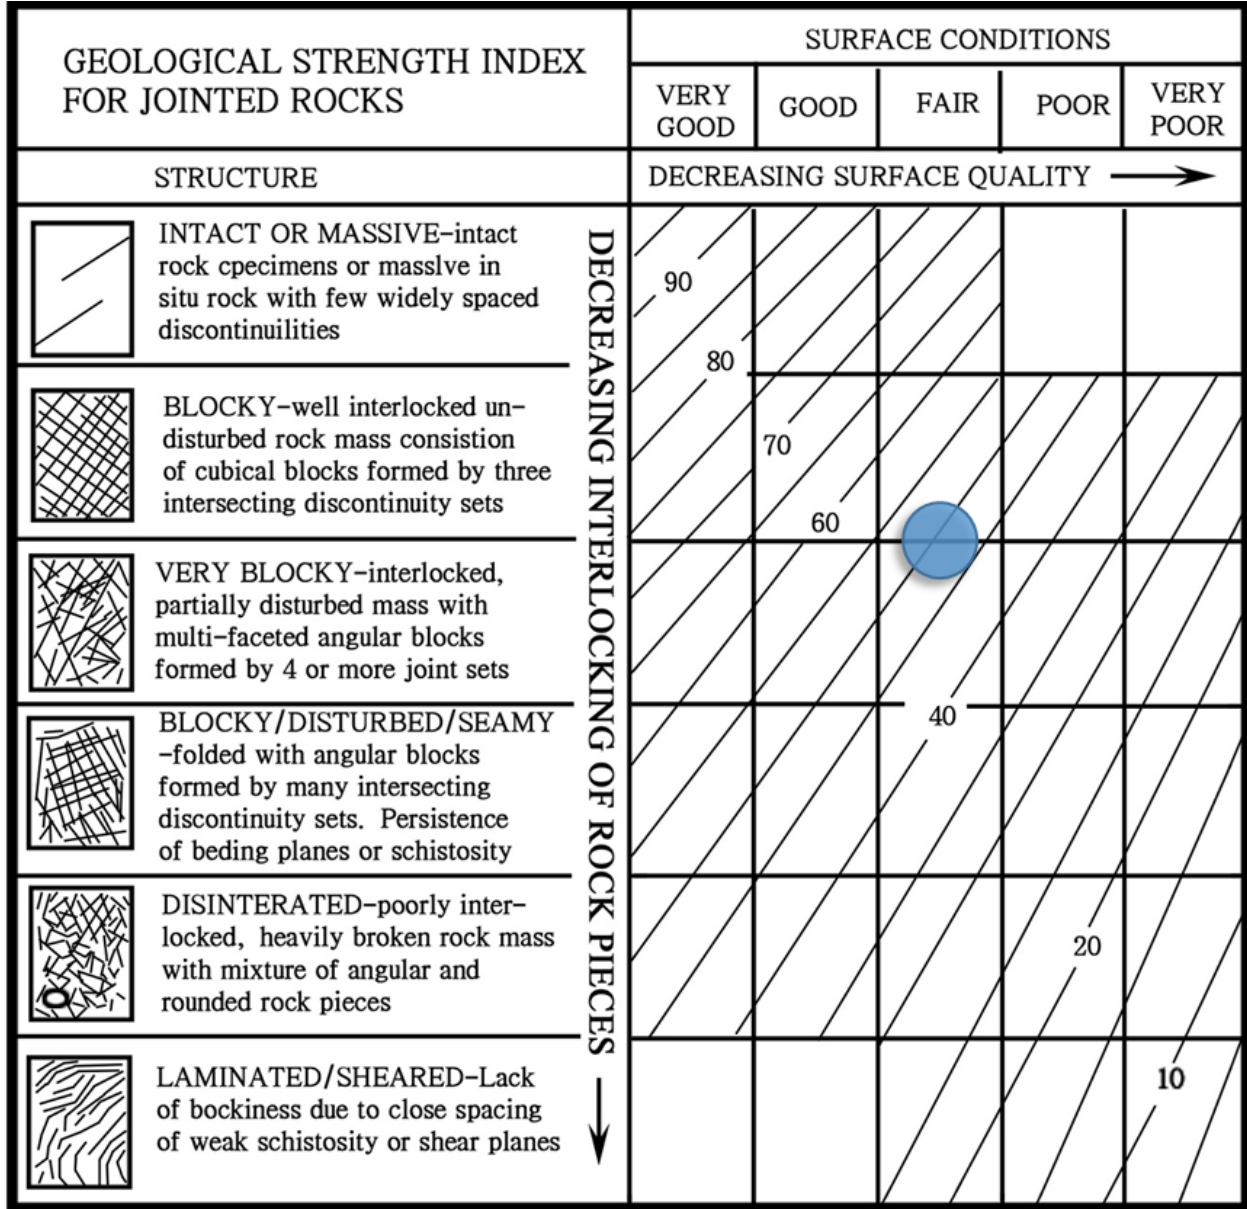 GEOLOGICAL STRENGTH INDEX
FOR JOINTED ROCKS
SURFACE CONDITIONS
VERY
GOOD
GOOD
FAIR
POOR
VERY
POOR
STRUCTURE
DECREASING SURFACE QUALITY
INTACT OR MASSIVE-intact
rock cpecimens or masslve in
situ rock with few widely spaced
discontinuilities
BLOCKY-well interlocked un-
disturbed rock mass consistion
of cubical blocks formed by three
intersecting discontinuity sets
VERY BLOCKY-interlocked,
partially disturbed mass with
multi-faceted angular blocks
formed by 4 or more joint sets
BLOCKY/DISTURBED/SEAMY
-folded with angular blocks
formed by many intersecting
discontinuity sets. Persistence
of beding planes or schistosity
DISINTERATED-poorly inter-
locked, heavily broken rock mass
with mixture of angular and
rounded rock pieces
LAMINATED/SHEARED-Lack
of bockiness due to close spacing
of weak schistosity or shear planes
DECREASING INTERLOCKING OF ROCK PIECES
90
80
70
60
40
20
10